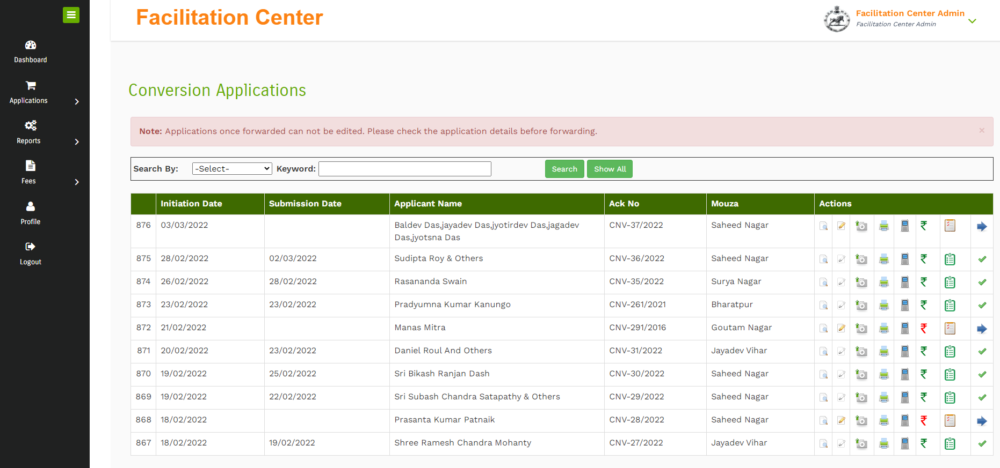 Facilitation Center
Facilitation Center Admin
Facilitation Center Admin
Dashboard
Applications
Reports
Fees
Profile
Logout
Conversion Applications
Note: Applications once forwarded can not be edited. Please check the application details before forwarding. ×
Search By: -Select- Keyword: Search Show All
Initiation Date Submission Date Applicant Name Ack No Mouza Actions
876 03/03/2022 Baldev Das,jayadev Das,jyotirdev Das,jagadev CNV-37/2022 Saheed Nagar ₹
Das,jyotsna Das
875 28/02/2022 02/03/2022 Sudipta Roy & Others CNV-36/2022 Saheed Nagar ₹
874 26/02/2022 28/02/2022 Rasananda Swain CNV-35/2022 Surya Nagar ₹
873 23/02/2022 23/02/2022 Pradyumna Kumar Kanungo CNV-261/2021 Bharatpur ₹
872 21/02/2022 Manas Mitra CNV-291/2016 Goutam Nagar ₹
871 20/02/2022 23/02/2022 Daniel Roul And Others CNV-31/2022 Jayadev Vihar ₹
870 19/02/2022 25/02/2022 Sri Bikash Ranjan Dash CNV-30/2022 Saheed Nagar ₹
869 19/02/2022 22/02/2022 Sri Subash Chandra Satapathy & Others CNV-29/2022 Saheed Nagar ₹
868 18/02/2022 Prasanta Kumar Patnaik CNV-28/2022 Saheed Nagar ₹
867 18/02/2022 19/02/2022 Shree Ramesh Chandra Mohanty CNV-27/2022 Jayadev Vihar ₹